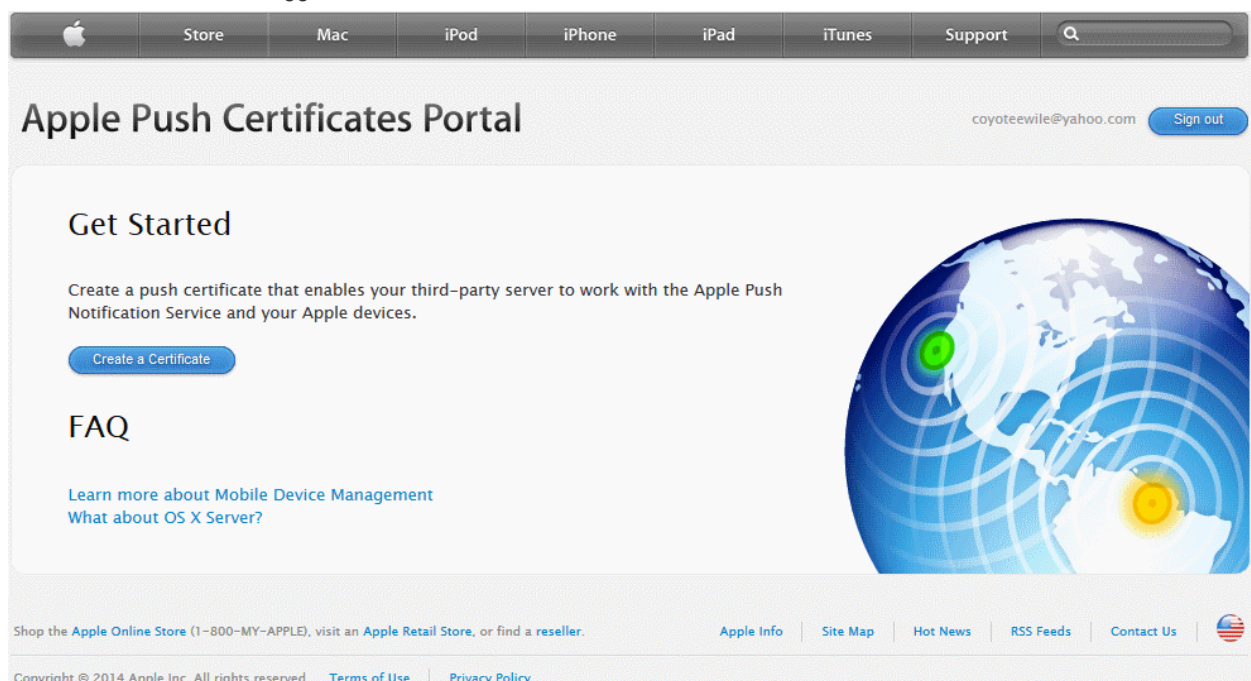 Store Mac iPod iPhone iPad iTunes Support
Apple Push Certificates Portal
coyoteewile@yahoo.com Sign out
Get Started
Create a push certificate that enables your third-party server to work with the Apple Push
Notification Service and your Apple devices.
Create a Certificate
FAQ
Learn more about Mobile Device Management
What about OS X Server?
Shop the Apple Online Store (1-800-MY-APPLE), visit an Apple Retail Store, or find a reseller.
Apple Info Site Map Hot News RSS Feeds Contact Us
Copyright © 2014 Apple Inc. All rights reserved. Terms of Use Privacy Policy